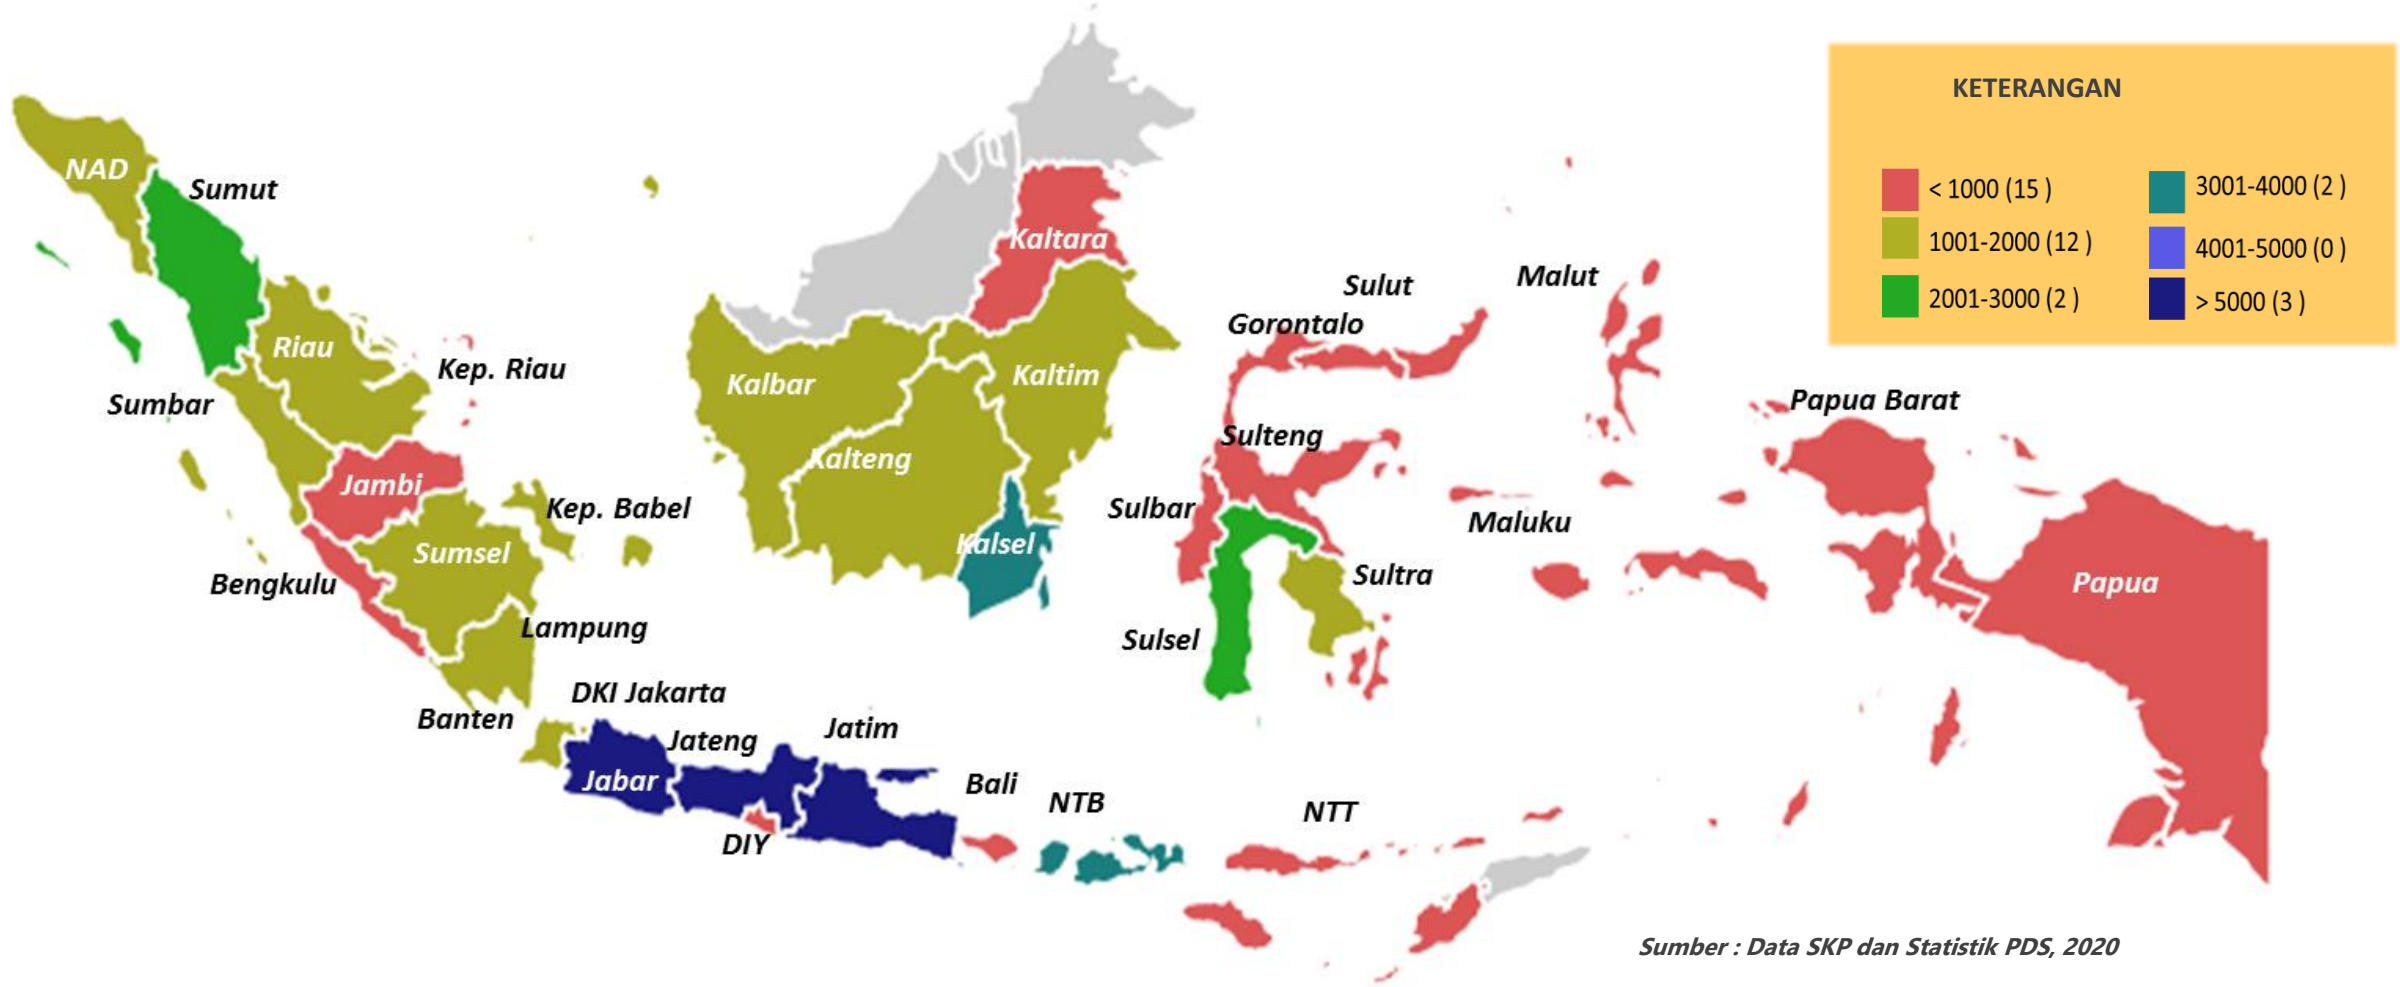 KETERANGAN
< 1000 (15 )
1001-2000 (12 )
2001-3000 (2 )
3001-4000 (2 )
4001-5000 (0 )
> 5000 (3 )
NAD
Sumut
Riau
Kep. Riau
Sumbar
Jambi
Kep. Babel
Sumsel
Bengkulu
Lampung
Banten
DKI Jakarta
Jabar
Jateng
DIY
Jatim
Bali
NTB
NTT
Kaltara
Kalbar
Kaltim
Kalteng
Kalsel
Sulut
Gorontalo
Sulteng
Sulbar
Sultra
Sulsel
Malut
Maluku
Papua Barat
Papua
Sumber : Data SKP dan Statistik PDS, 2020